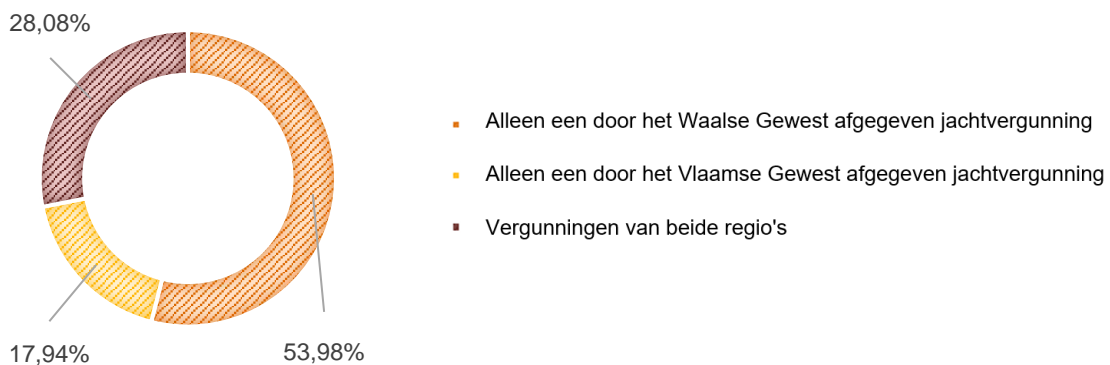 28,08%
Alleen een door het Waalse Gewest afgegeven jachtvergunning
Alleen een door het Vlaamse Gewest afgegeven jachtvergunning
Vergunningen van beide regio's
17,94%
53,98%